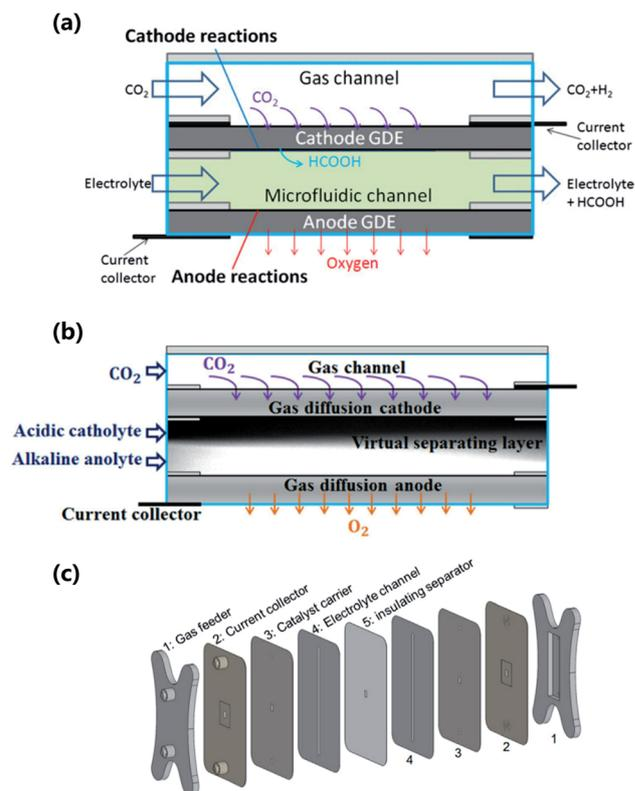 (a)
Cathode reactions
Gas channel
CO2
CO2
CO2+H2
Cathode GDE
Current
collector
HCOOH
Electrolyte
Microfluidic channel
Electrolyte
+ HCOOH
Anode GDE
Current
collector
Anode reactions
Oxygen
(b)
CO2
CO2
Gas channel
Gas diffusion cathode
Acidic catholyte
Virtual separating layer
Alkaline anolyte
Gas diffusion anode
Current collector
O2
(c)
1: Gas feeder
2: Current collector
3: Catalyst carrier
4: Electrolyte channel
5: insulating separator
4
3
2
1